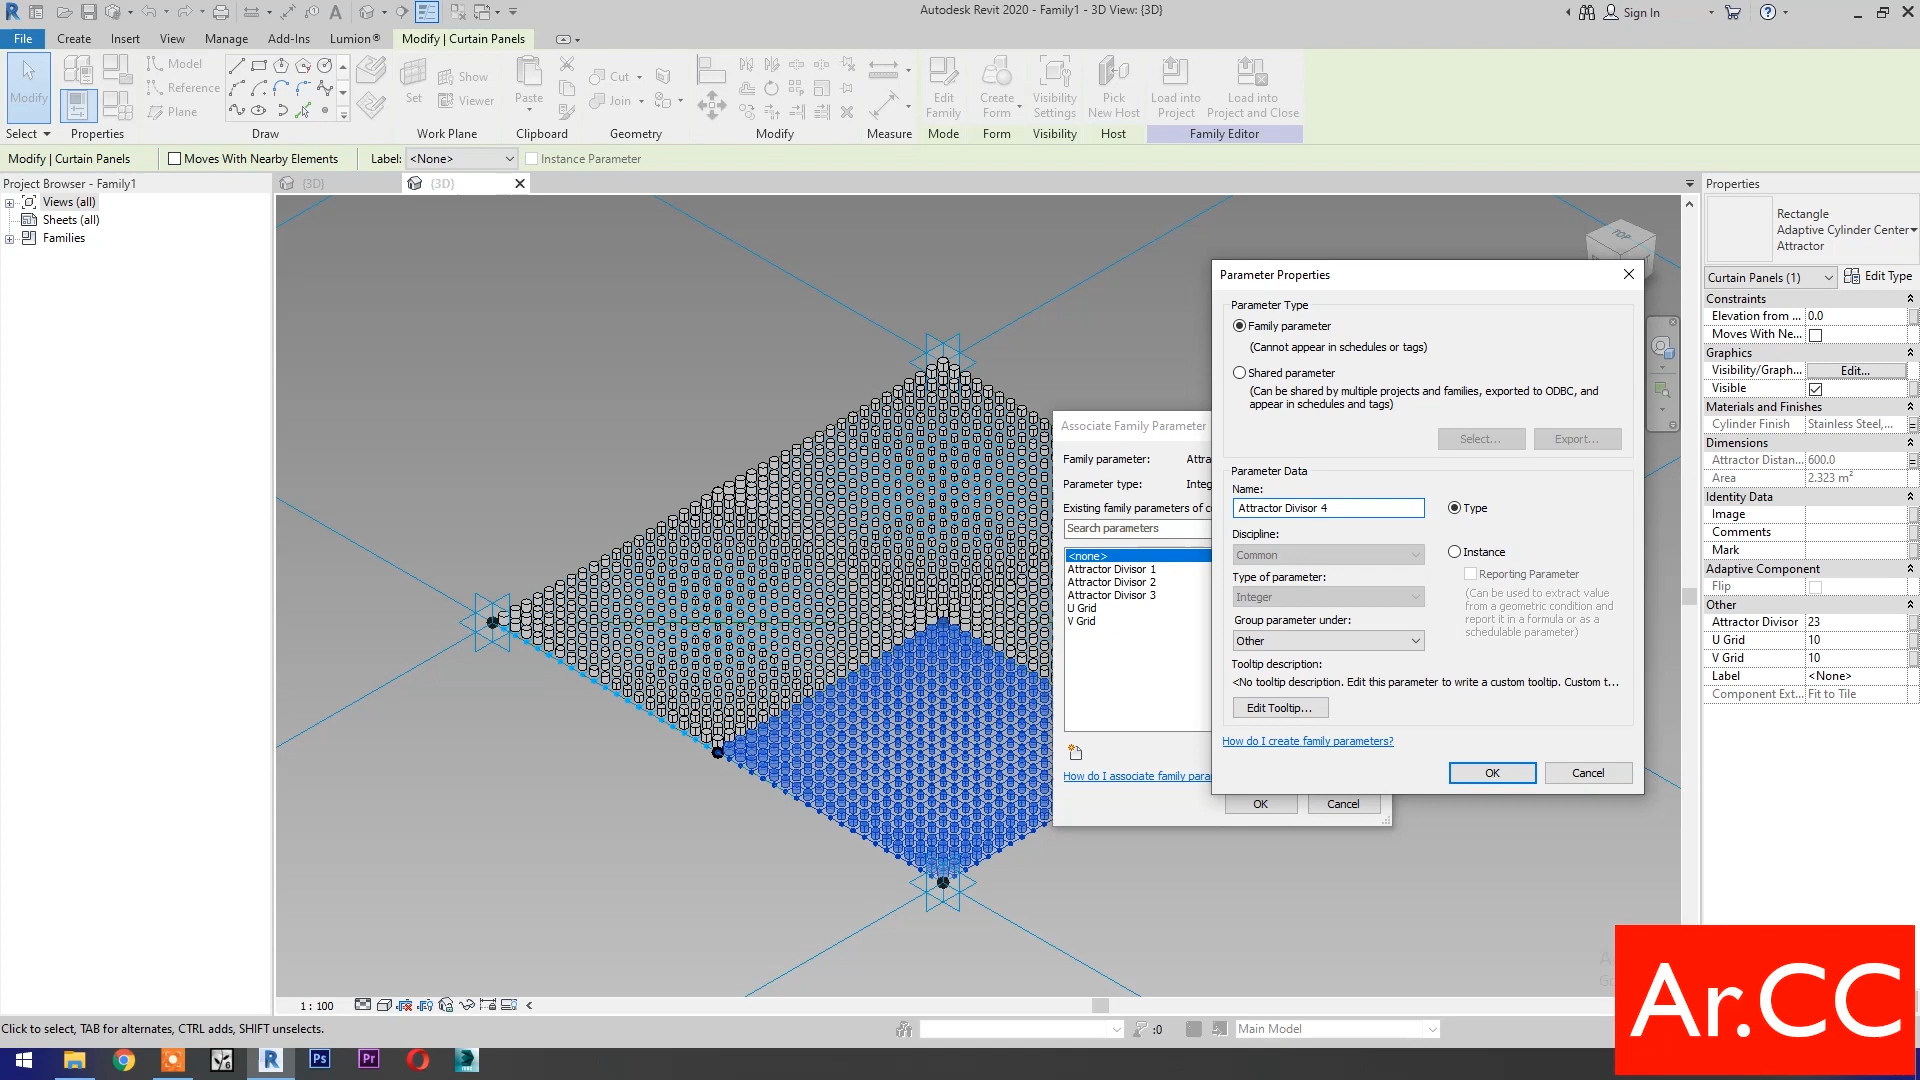 Autodesk Revit 2020 - Family1 - 3D View: {3D}
Sign In
File Create Insert View Manage Add-Ins Lumion® Modify | Curtain Panels
Modify
Model
Reference
Plane
Set
Show
Viewer
Paste
Cut
Join
Edit Family
Create Form
Visibility Settings
Pick New Host
Load into Project
Load into Project and Close
Select Properties Draw Work Plane Clipboard Geometry Modify Measure Mode Form Visibility Host Family Editor
Modify | Curtain Panels Moves With Nearby Elements Label: <None> Instance Parameter
Project Browser - Family1
Views (all)
Sheets (all)
Families
{3D}
{3D}
TOP
Associate Family Parameter
Family parameter: Attra
Parameter type: Integ
Existing family parameters of c
Search parameters
<none>
Attractor Divisor 1
Attractor Divisor 2
Attractor Divisor 3
U Grid
V Grid
How do I associate family para
OK Cancel
Parameter Properties
Parameter Type
Family parameter
(Cannot appear in schedules or tags)
Shared parameter
(Can be shared by multiple projects and families, exported to ODBC, and
appear in schedules and tags)
Select... Export...
Parameter Data
Name:
Attractor Divisor 4
Type
Discipline:
Common
Instance
Reporting Parameter
(Can be used to extract value
from a geometric condition and
report it in a formula or as a
schedulable parameter)
Type of parameter:
Integer
Group parameter under:
Other
Tooltip description:
<No tooltip description. Edit this parameter to write a custom tooltip. Custom t...
Edit Tooltip...
How do I create family parameters?
OK Cancel
Properties
Rectangle
Adaptive Cylinder Center
Attractor
Curtain Panels (1) Edit Type
Constraints
Elevation from ... 0.0
Moves With Ne...
Graphics
Visibility/Graph... Edit...
Visible
Materials and Finishes
Cylinder Finish Stainless Steel,...
Dimensions
Attractor Distan... 600.0
Area 2.323 m²
Identity Data
Image
Comments
Mark
Adaptive Component
Flip
Other
Attractor Divisor 23
U Grid 10
V Grid 10
Label <None>
Component Ext... Fit to Tile
1 : 100
Click to select, TAB for alternates, CTRL adds, SHIFT unselects.
:0
Main Model
R Ps Pr
Ar.CC